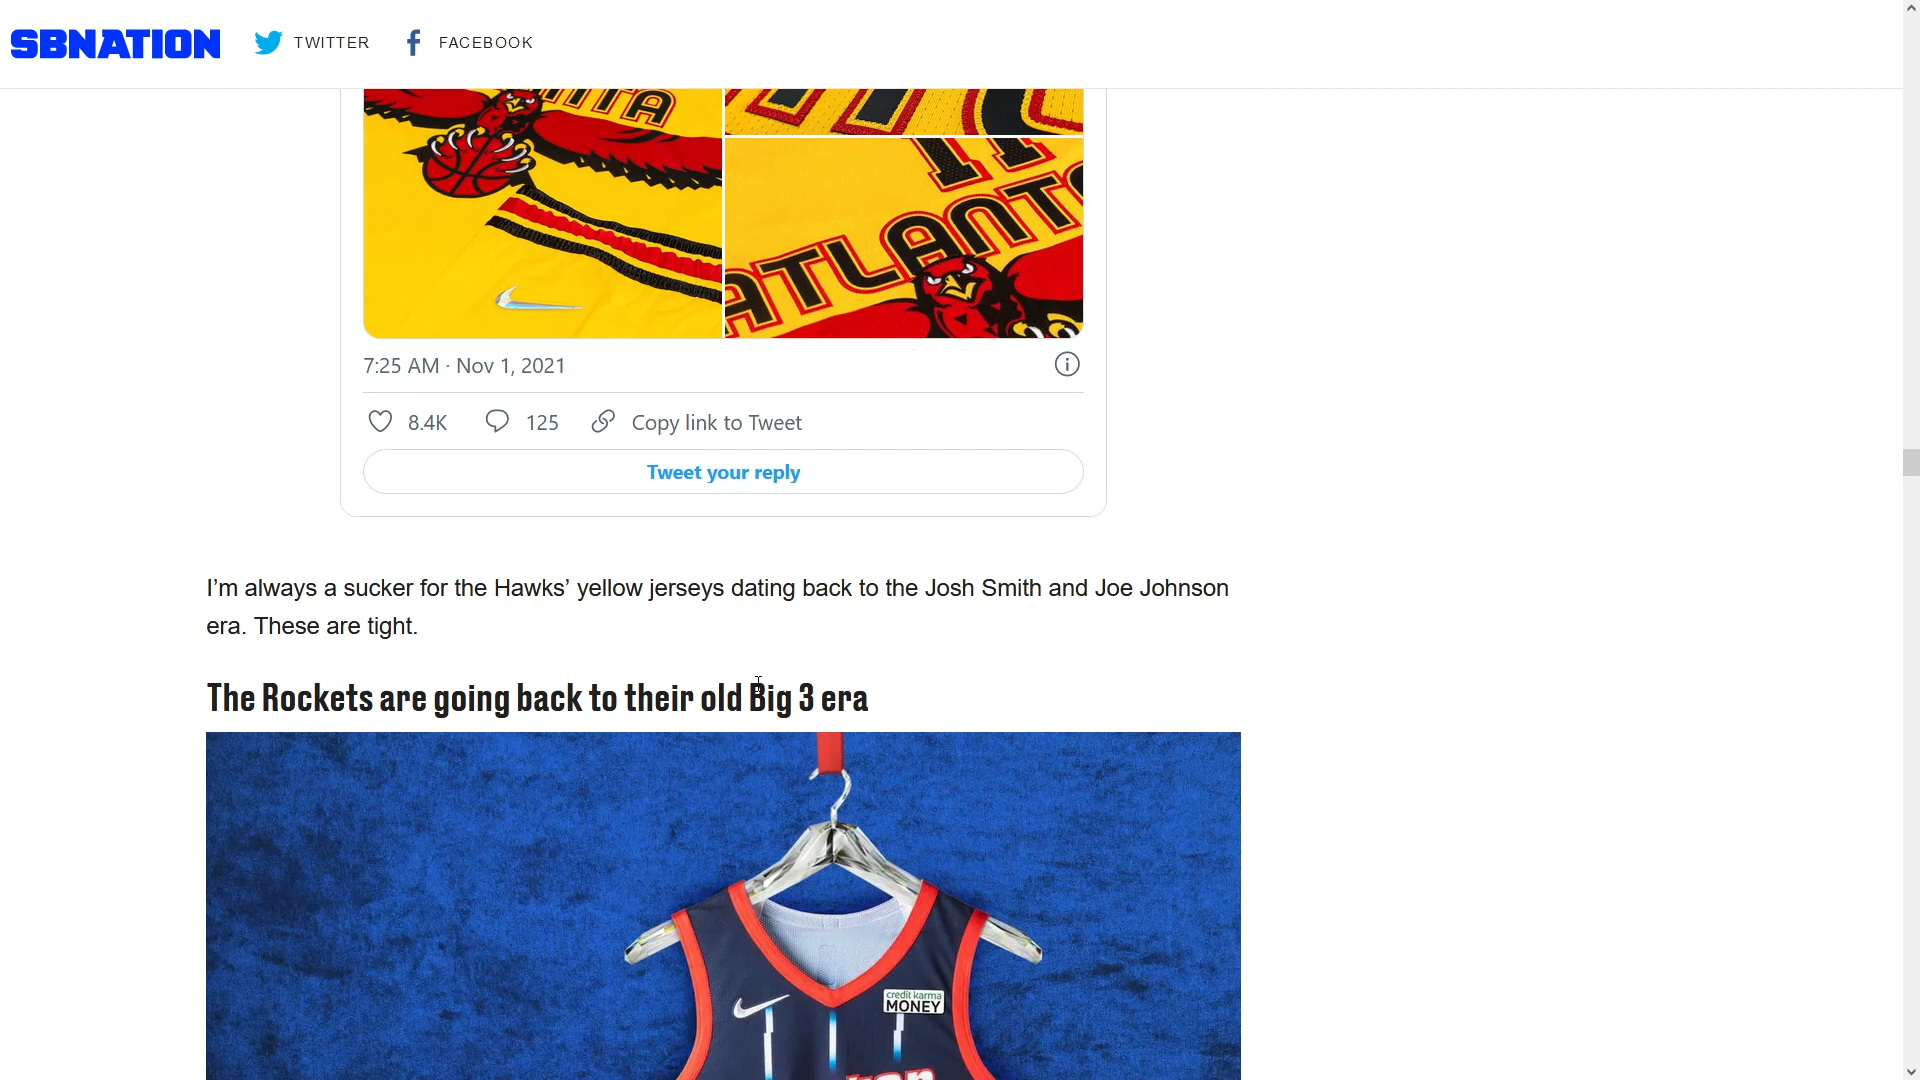 SBNATION
TWITTER
FACEBOOK
ATLANTA
7:25 AM · Nov 1, 2021
8.4K
125
Copy link to Tweet
Tweet your reply
I’m always a sucker for the Hawks’ yellow jerseys dating back to the Josh Smith and Joe Johnson
era. These are tight.
The Rockets are going back to their old Big 3 era
credit karma
MONEY